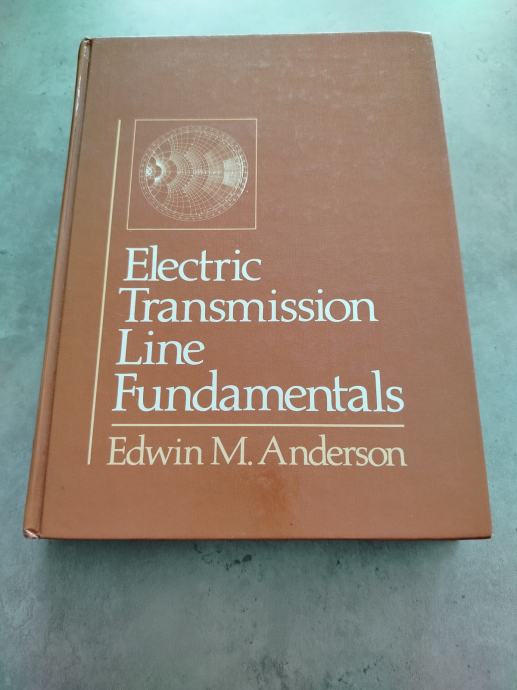 Electric
Transmission
Line
Fundamentals
Edwin M. Anderson